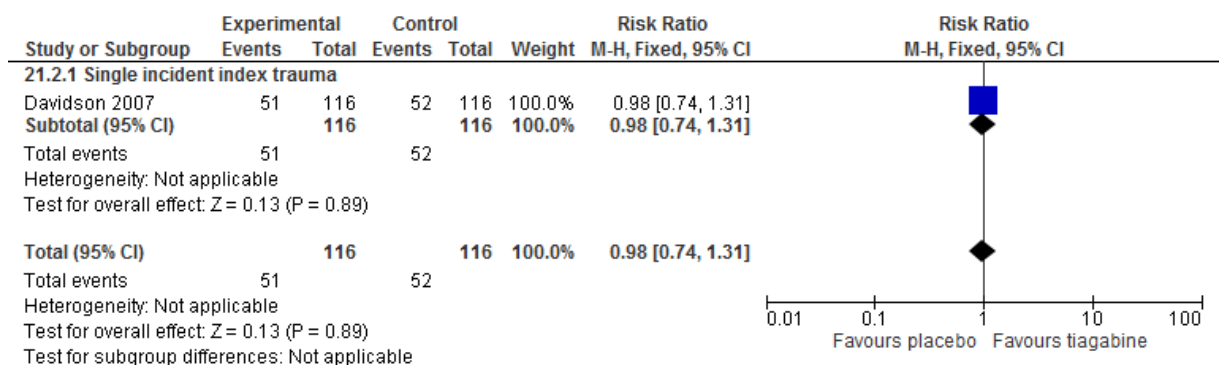 Experimental Control Risk Ratio Risk Ratio
Study or Subgroup Events Total Events Total Weight M-H, Fixed, 95% CI M-H, Fixed, 95% CI
21.2.1 Single incident index trauma
Davidson 2007 51 116 52 116 100.0% 0.98 [0.74, 1.31]
Subtotal (95% CI) 116 116 100.0% 0.98 [0.74, 1.31]
Total events 51 52
Heterogeneity: Not applicable
Test for overall effect: Z = 0.13 (P = 0.89)
Total (95% CI) 116 116 100.0% 0.98 [0.74, 1.31]
Total events 51 52
Heterogeneity: Not applicable
Test for overall effect: Z = 0.13 (P = 0.89)
Test for subgroup differences: Not applicable
0.01 0.1 1 10 100
Favours placebo Favours tiagabine